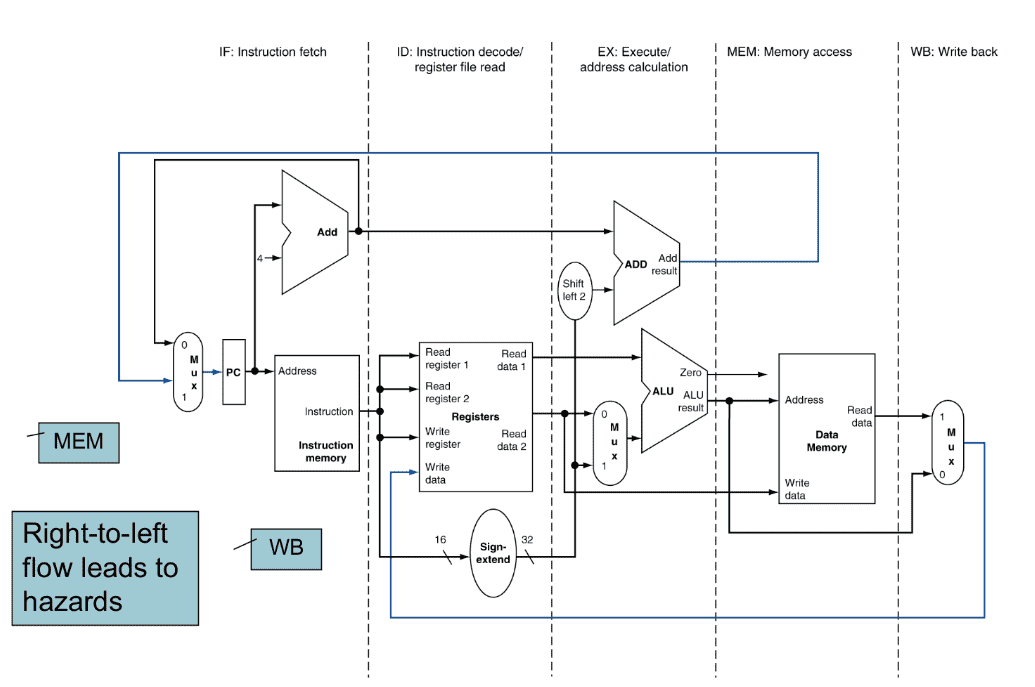 IF: Instruction fetch
ID: Instruction decode/
register file read
EX: Execute/
address calculation
MEM: Memory access
WB: Write back
Add
4
ADD
Add
result
Shift
left 2
0
M
u
x
1
PC
Address
Instruction
Instruction
memory
Read
register 1
Read
register 2
Write
register
Write
data
Registers
Read
data 1
Read
data 2
0
M
u
x
1
Zero
ALU
ALU
result
Address
Read
data
Data
Memory
Write
data
1
M
u
x
0
16
Sign-
extend
32
MEM
WB
Right-to-left
flow leads to
hazards